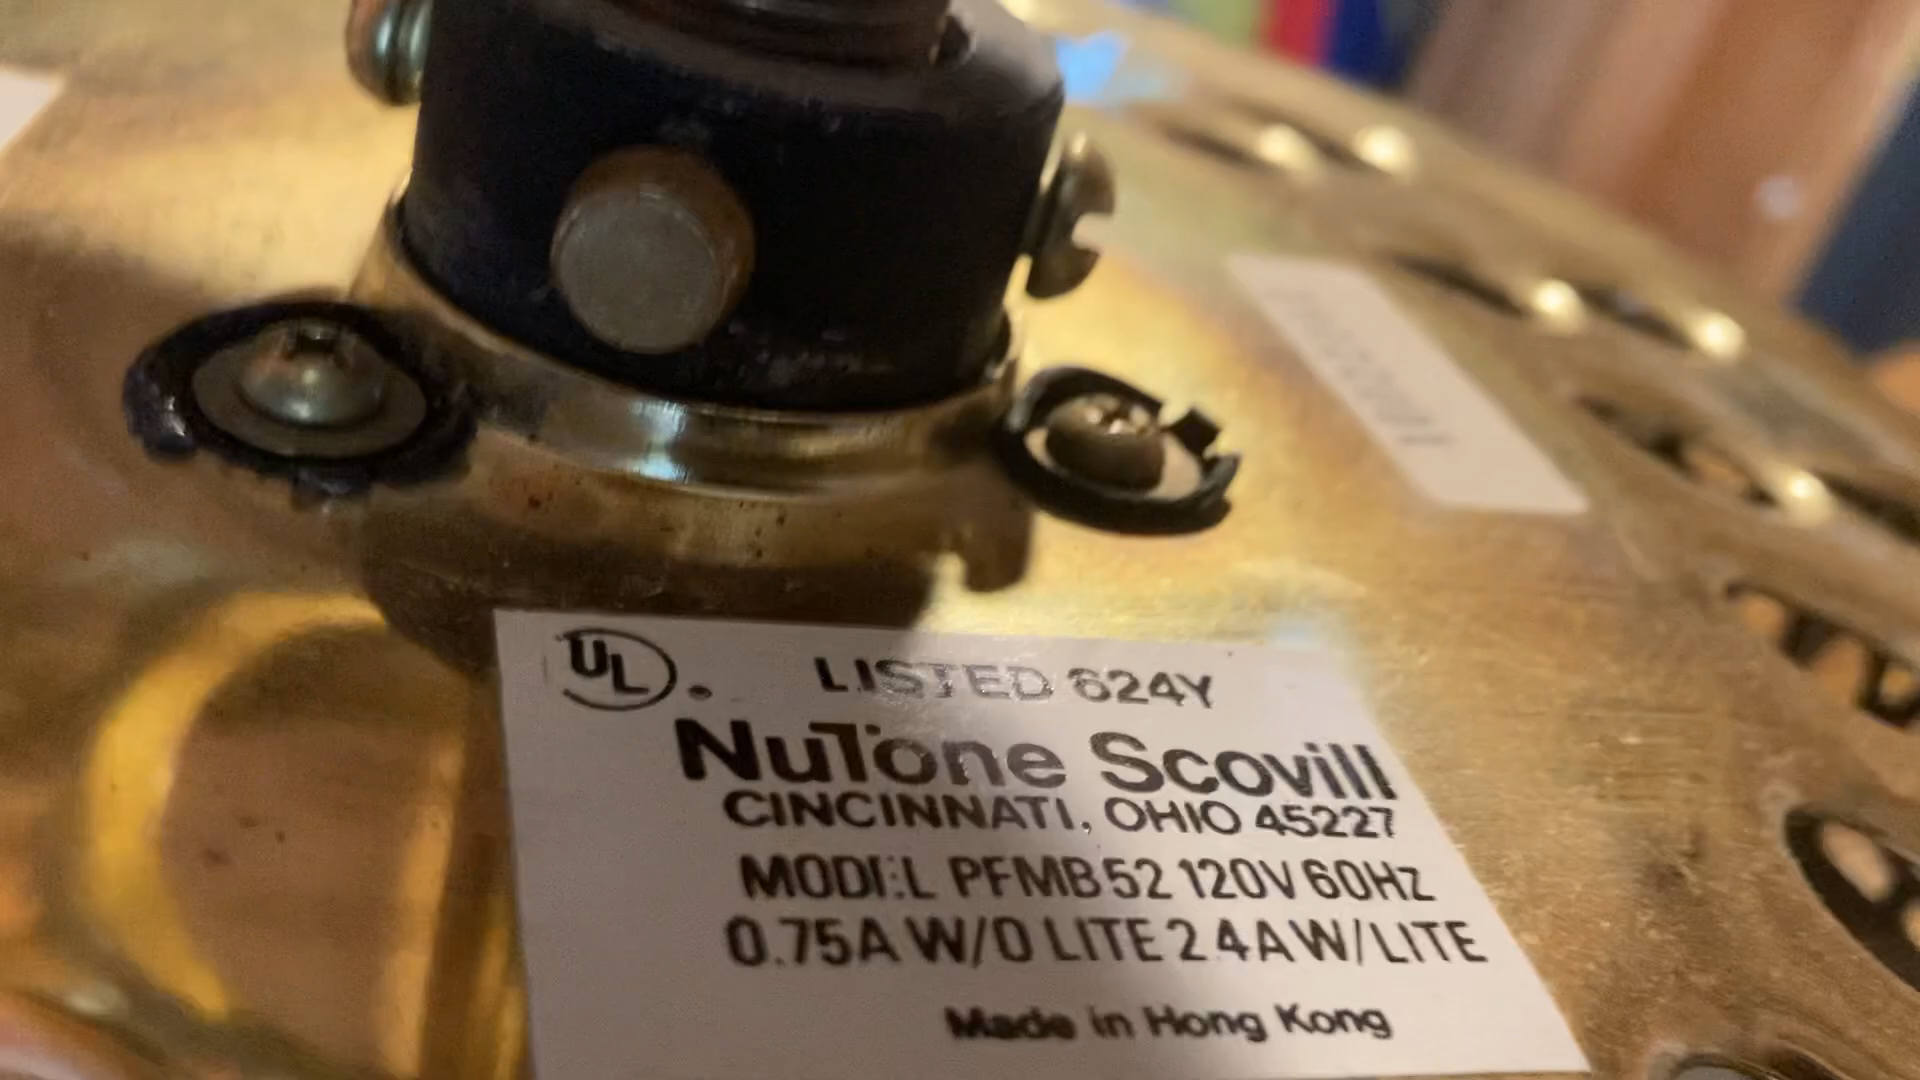 UL LISTED 624Y
NuTone Scovill
CINCINNATI, OHIO 45227
MODEL PFMB52 120V 60Hz
0.75A W/O LITE 2.4A W/LITE
Made in Hong Kong